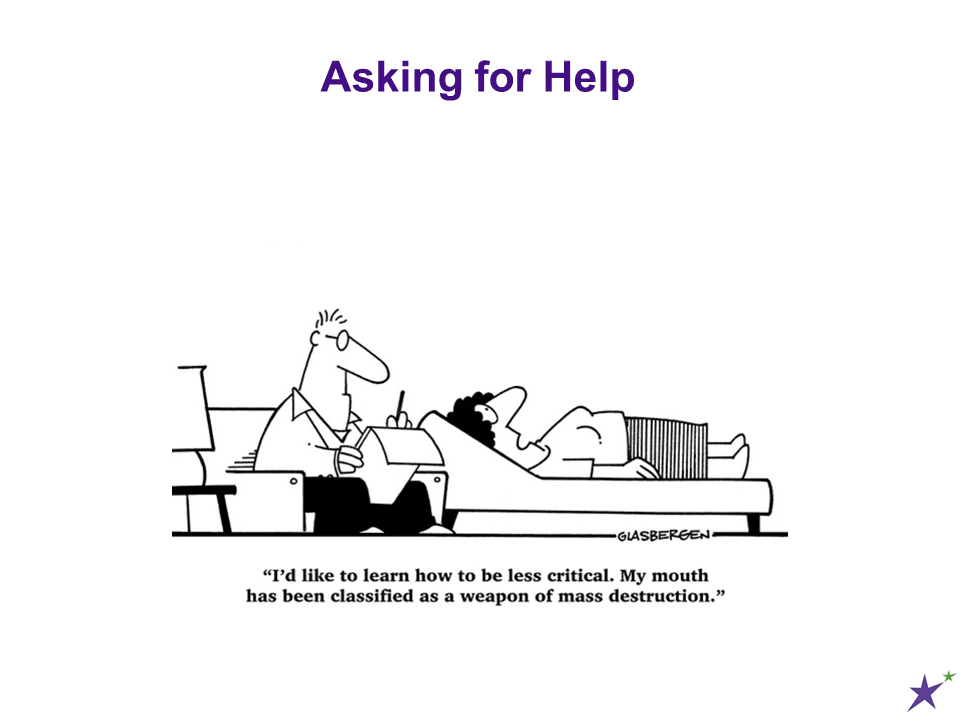 Asking for Help
GLASBERGEN
“I’d like to learn how to be less critical. My mouth
has been classified as a weapon of mass destruction.”